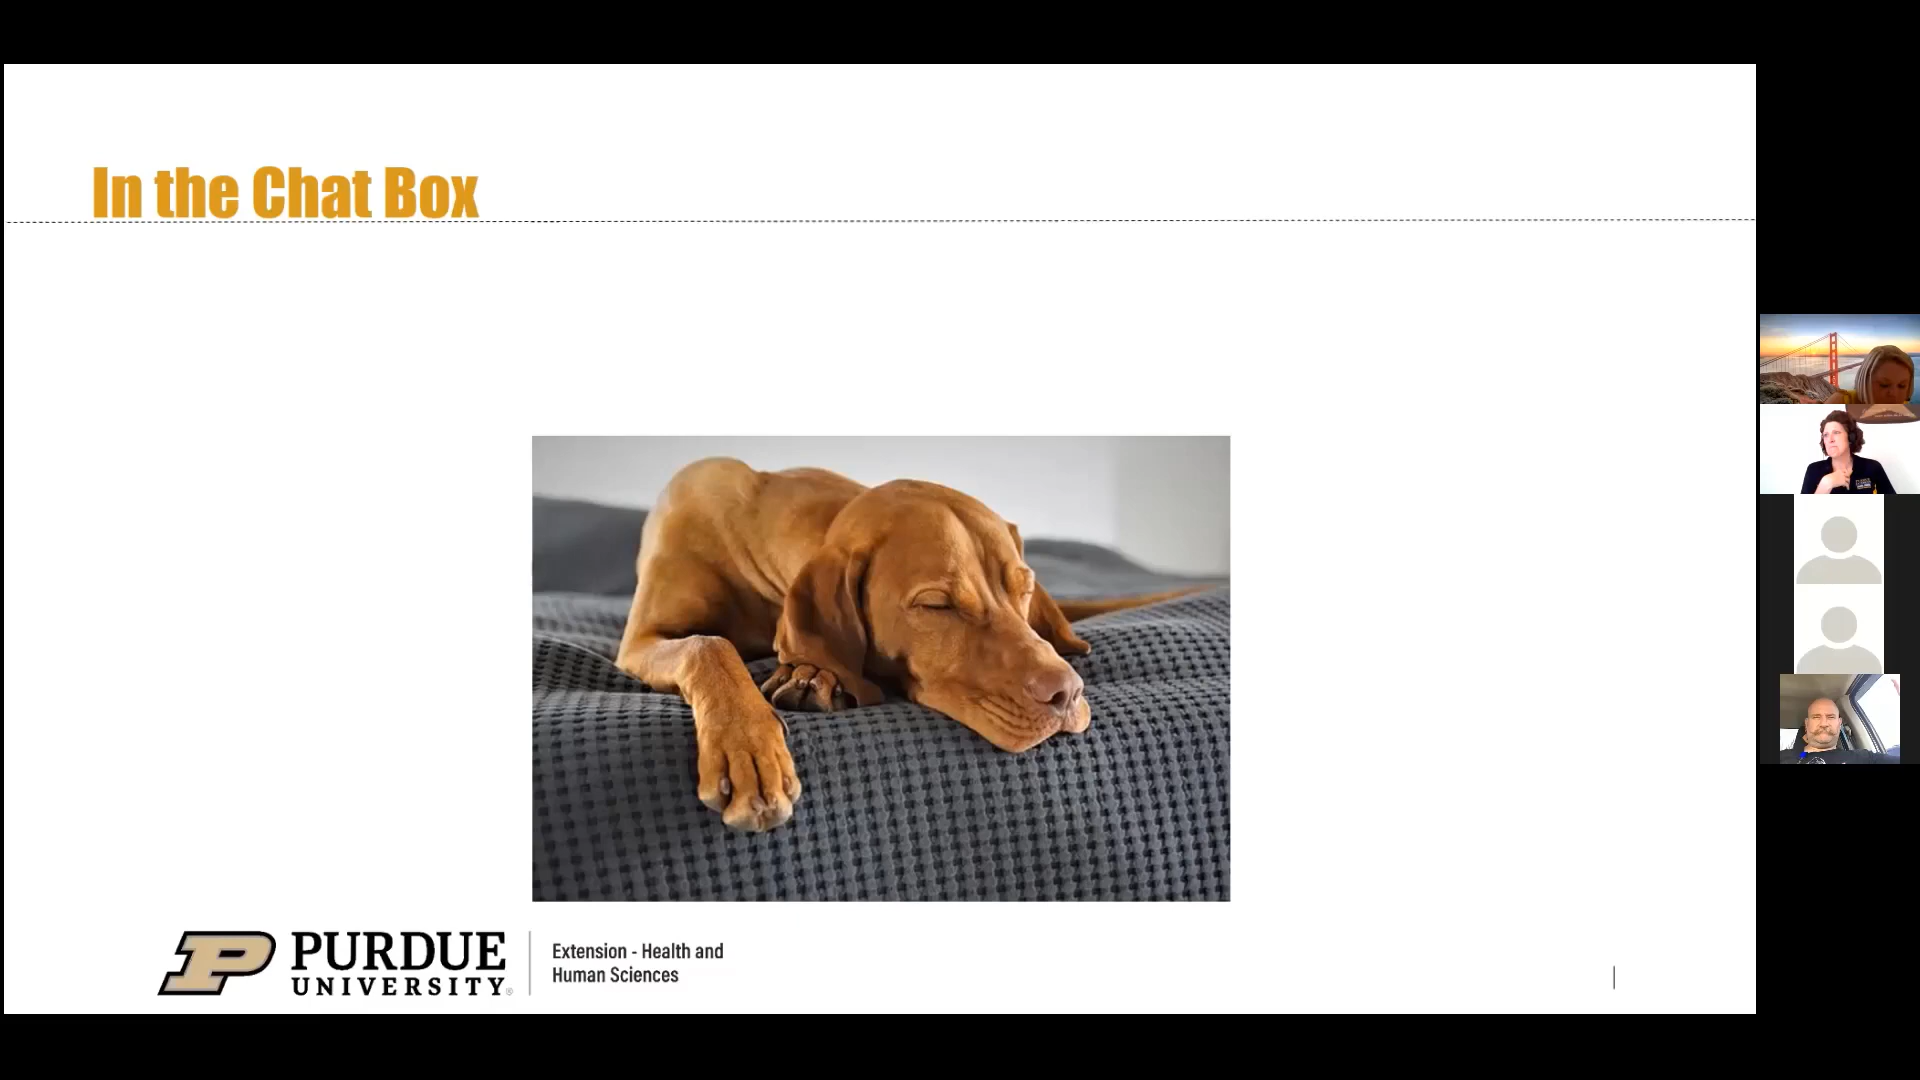 In the Chat Box
PURDUE
UNIVERSITY®
Extension - Health and
Human Sciences